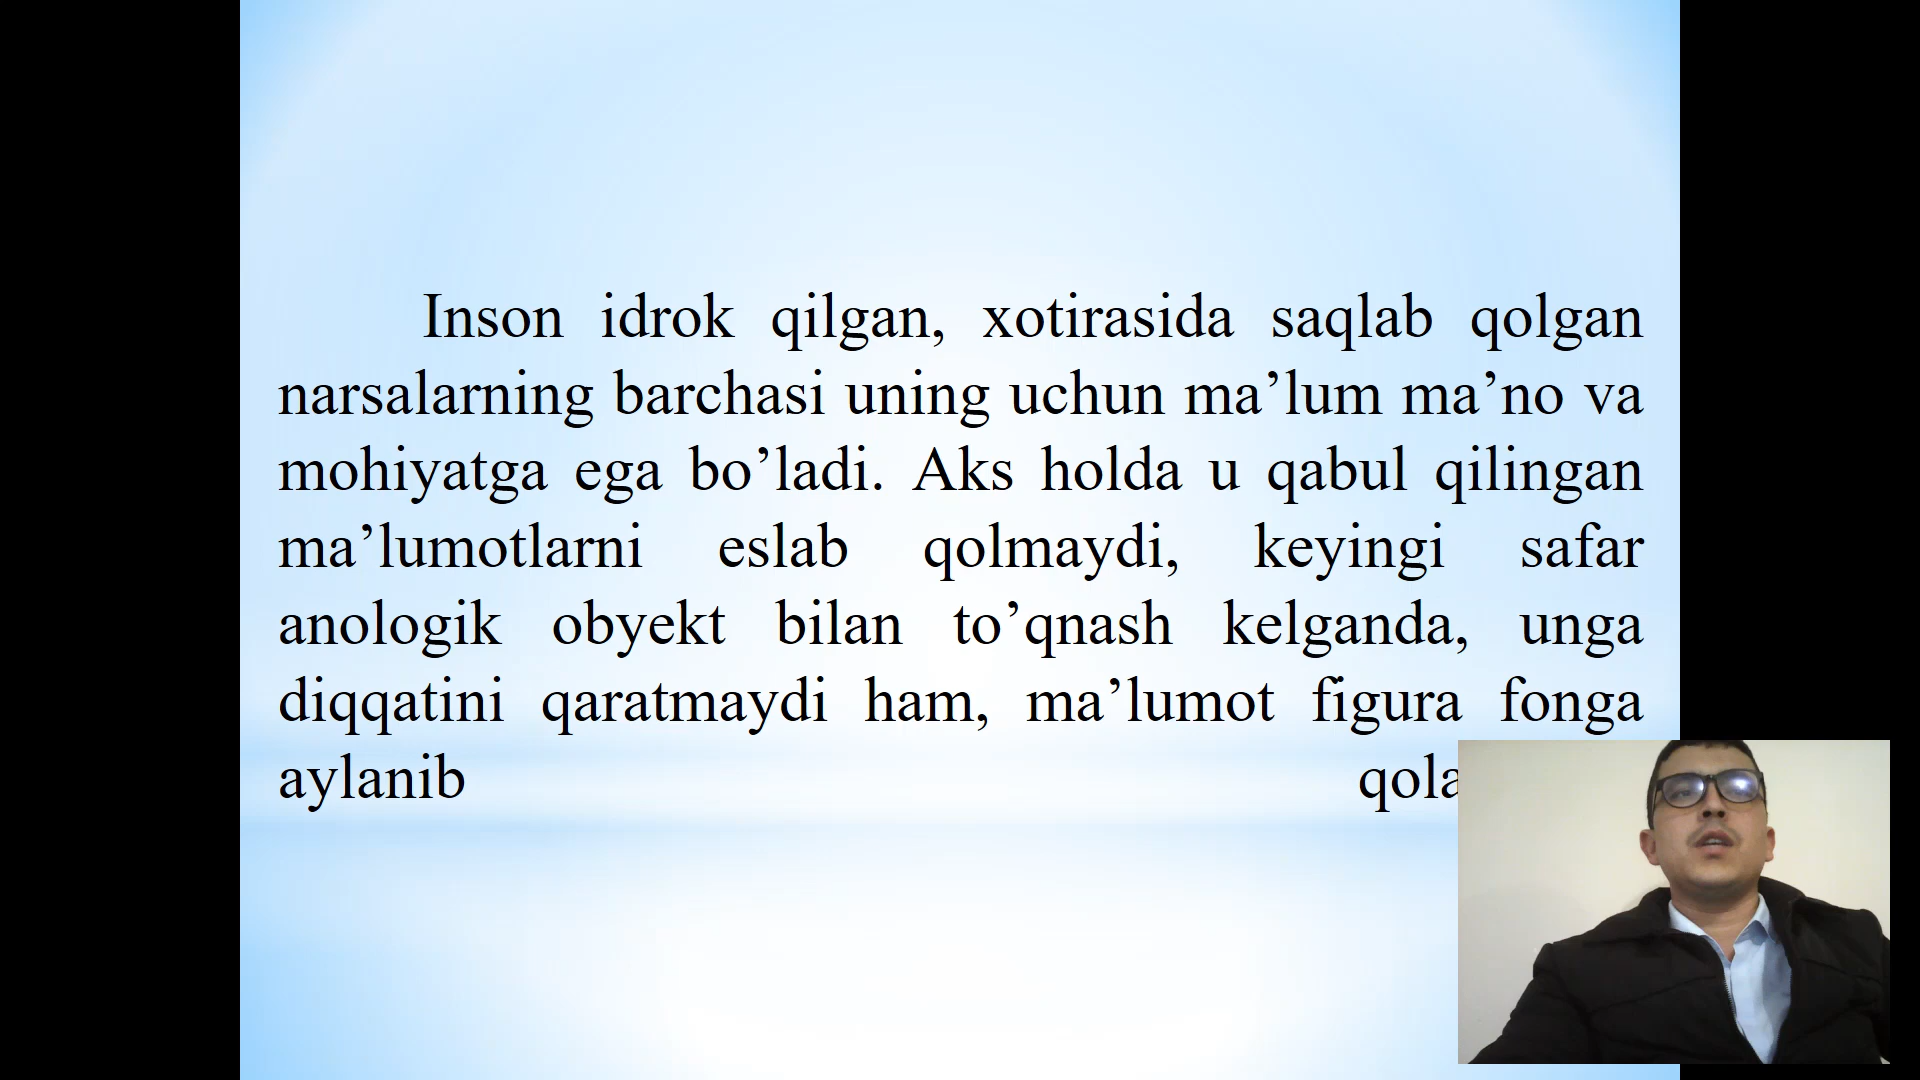 Inson idrok qilgan, xotirasida saqlab qolgan
narsalarning barchasi uning uchun ma’lum ma’no va
mohiyatga ega bo’ladi. Aks holda u qabul qilingan
ma’lumotlarni eslab qolmaydi, keyingi safar
anologik obyekt bilan to’qnash kelganda, unga
diqqatini qaratmaydi ham, ma’lumot figura fonga
aylanib